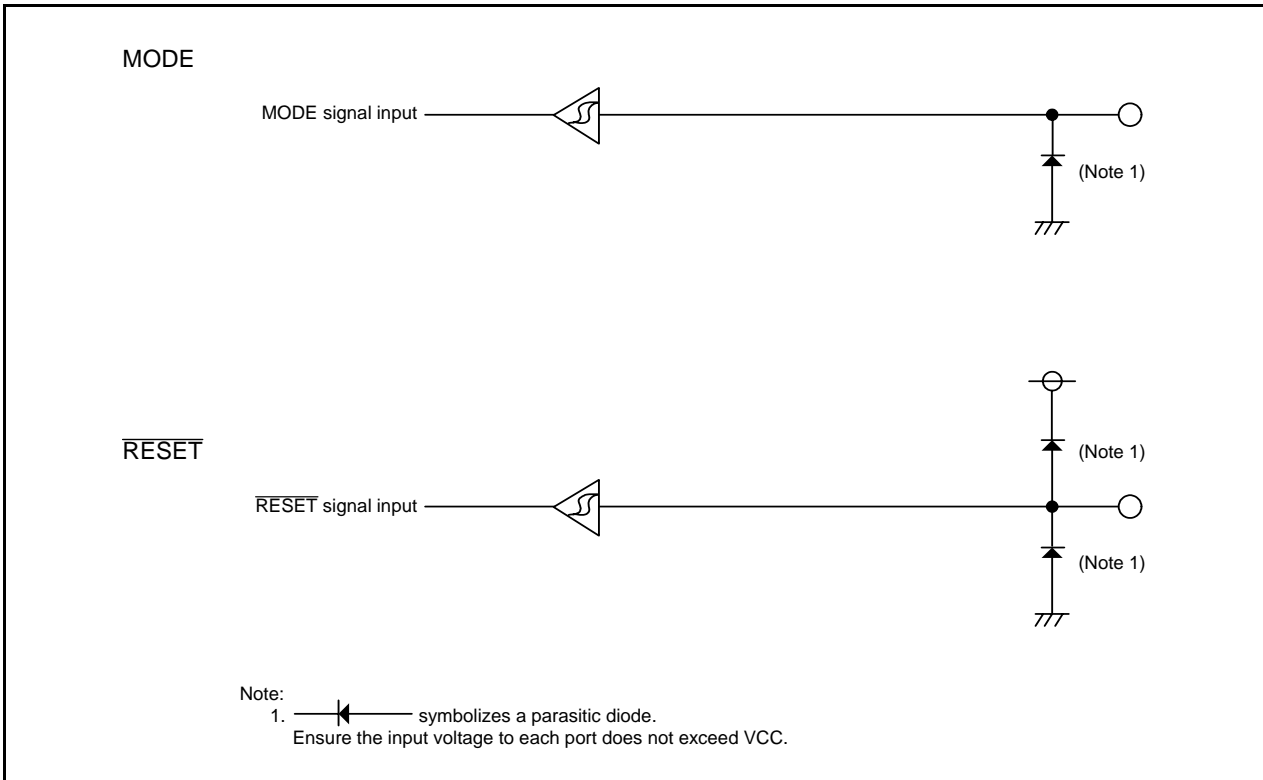 MODE
MODE signal input
(Note 1)
(Note 1)
RESET
RESET signal input
(Note 1)
Note:
1. symbolizes a parasitic diode.
Ensure the input voltage to each port does not exceed VCC.